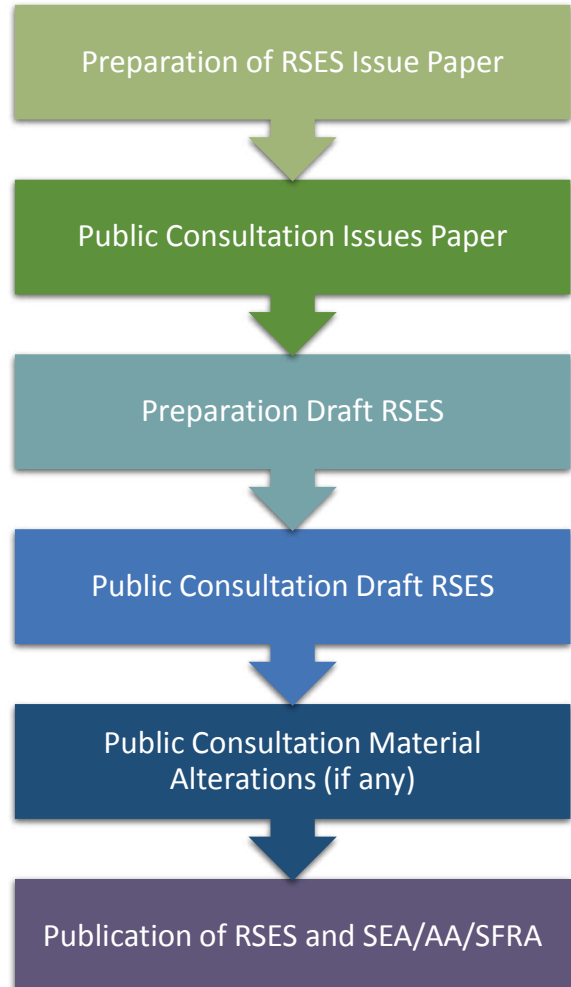 Preparation of RSES Issue Paper
Public Consultation Issues Paper
Preparation Draft RSES
Public Consultation Draft RSES
Public Consultation Material
Alterations (if any)
Publication of RSES and SEA/AA/SFRA